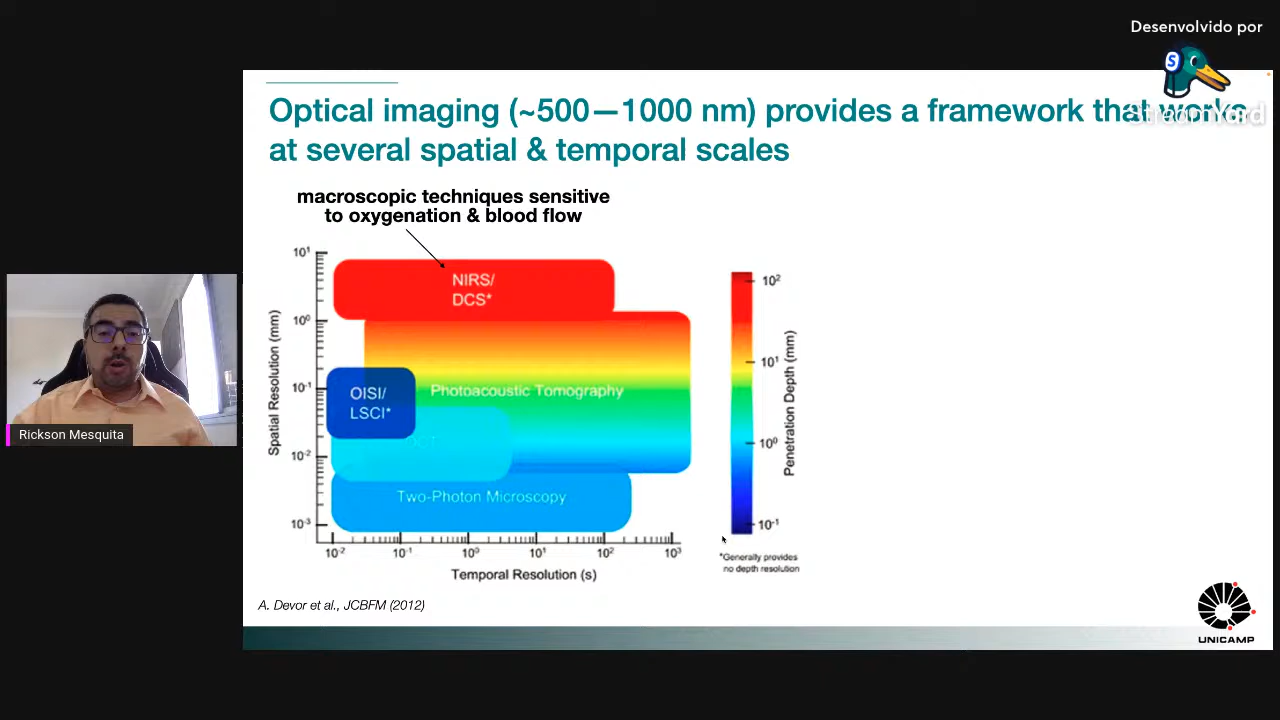 Desenvolvido por
S
StreamYard
Optical imaging (~500—1000 nm) provides a framework that works
at several spatial & temporal scales
macroscopic techniques sensitive
to oxygenation & blood flow
10¹
10⁰
10⁻¹
10⁻²
10⁻³
Spatial Resolution (mm)
NIRS/
DCS*
Photoacoustic Tomography
OISI/
LSCI*
OCT
Two-Photon Microscopy
10⁻² 10⁻¹ 10⁰ 10¹ 10² 10³
Temporal Resolution (s)
10²
10¹
10⁰
10⁻¹
Penetration Depth (mm)
*Generally provides
no depth resolution
Rickson Mesquita
A. Devor et al., JCBFM (2012)
UNICAMP